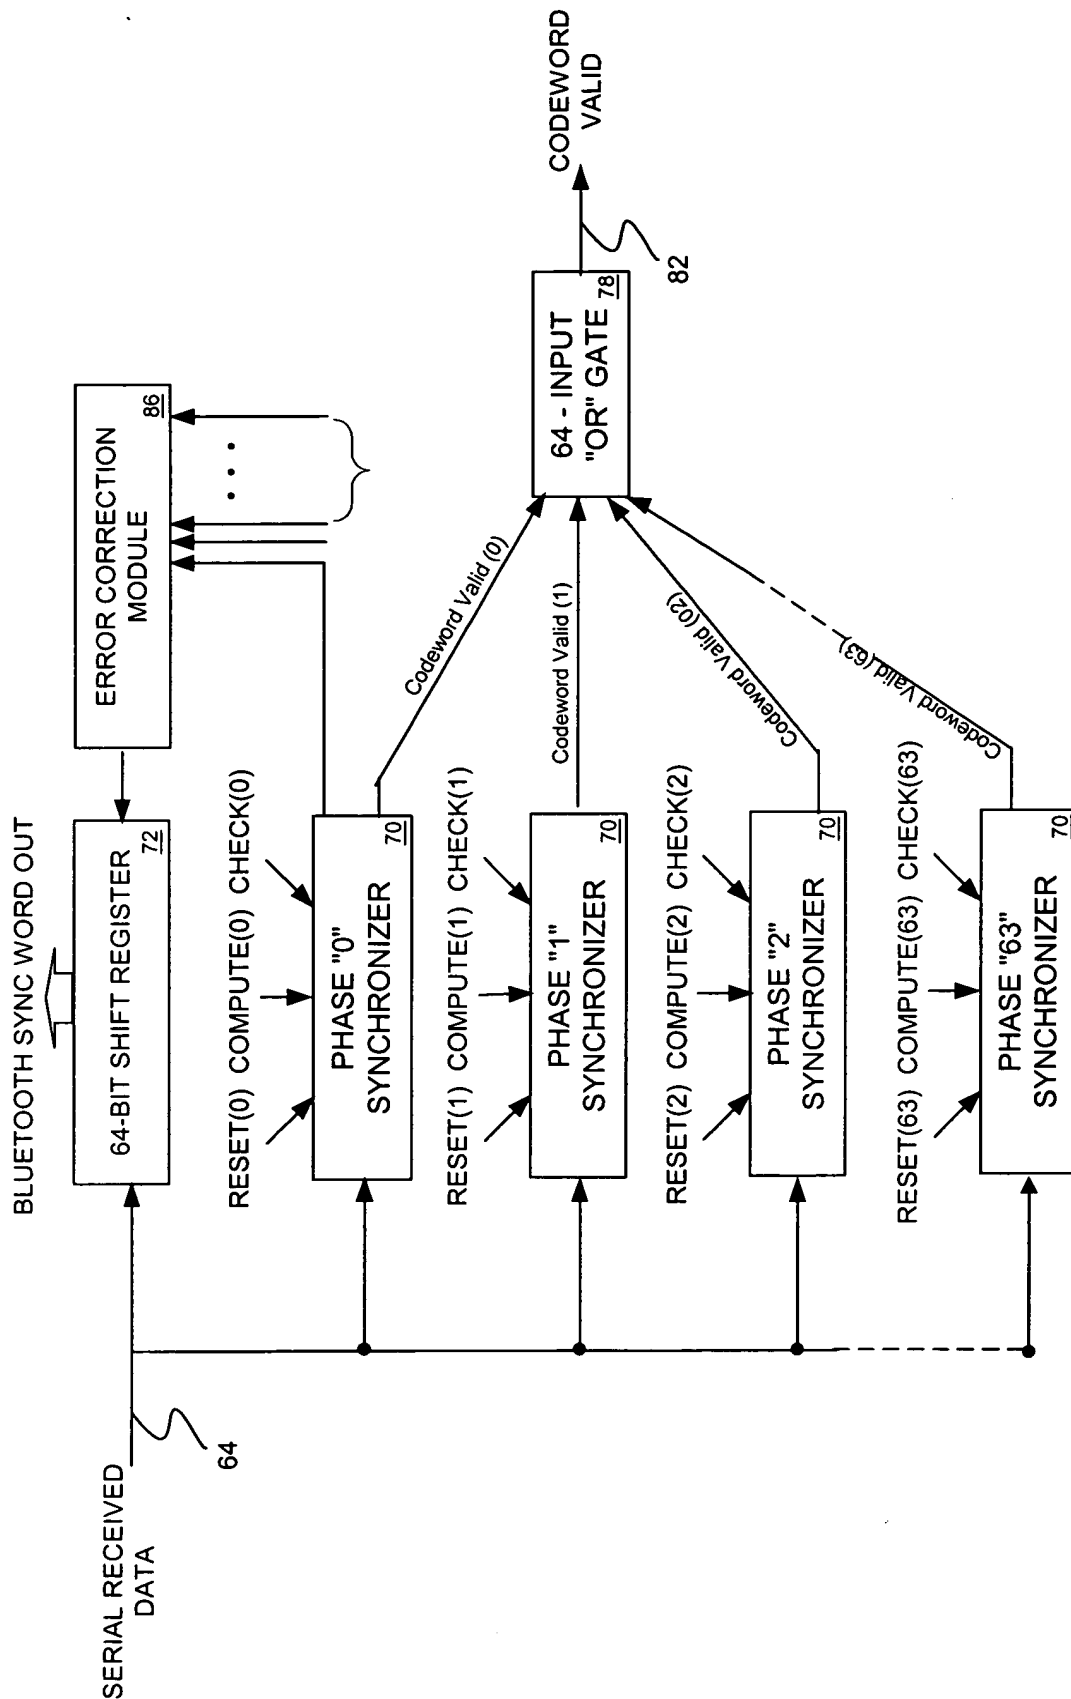 BLUETOOTH SYNC WORD OUT
64-BIT SHIFT REGISTER
72
ERROR CORRECTION
MODULE
86
SERIAL RECEIVED
DATA
64
RESET(0) COMPUTE(0) CHECK(0)
PHASE "0"
SYNCHRONIZER
70
Codeword Valid (0)
RESET(1) COMPUTE(1) CHECK(1)
PHASE "1"
SYNCHRONIZER
70
Codeword Valid (1)
64 - INPUT
"OR" GATE
78
CODEWORD
VALID
82
RESET(2) COMPUTE(2) CHECK(2)
PHASE "2"
SYNCHRONIZER
70
Codeword Valid (02)
RESET(63) COMPUTE(63) CHECK(63)
PHASE "63"
SYNCHRONIZER
70
Codeword Valid (63)